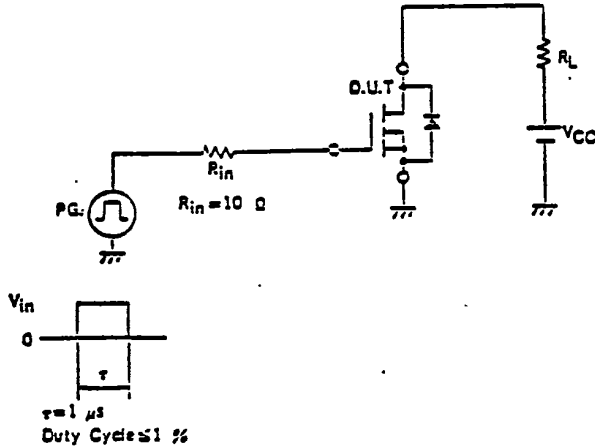 RL
D.U.T
VCC
Rin
Rin=10 Ω
PG.
Vin
0
τ
τ=1 μs
Duty Cycle≤1 %